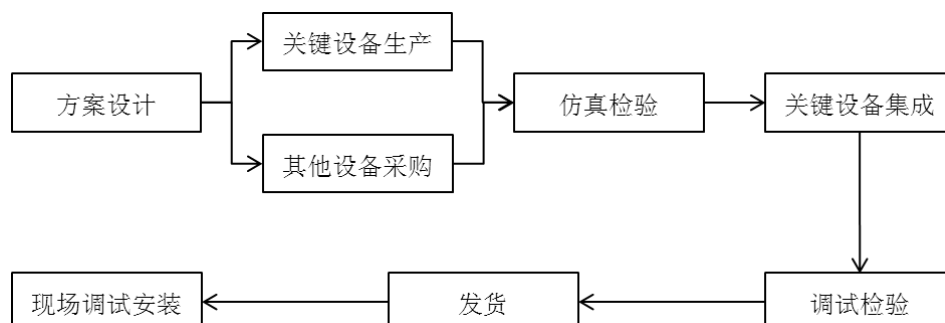 关键设备生产
方案设计
仿真检验
关键设备集成
其他设备采购
现场调试安装
发货
调试检验